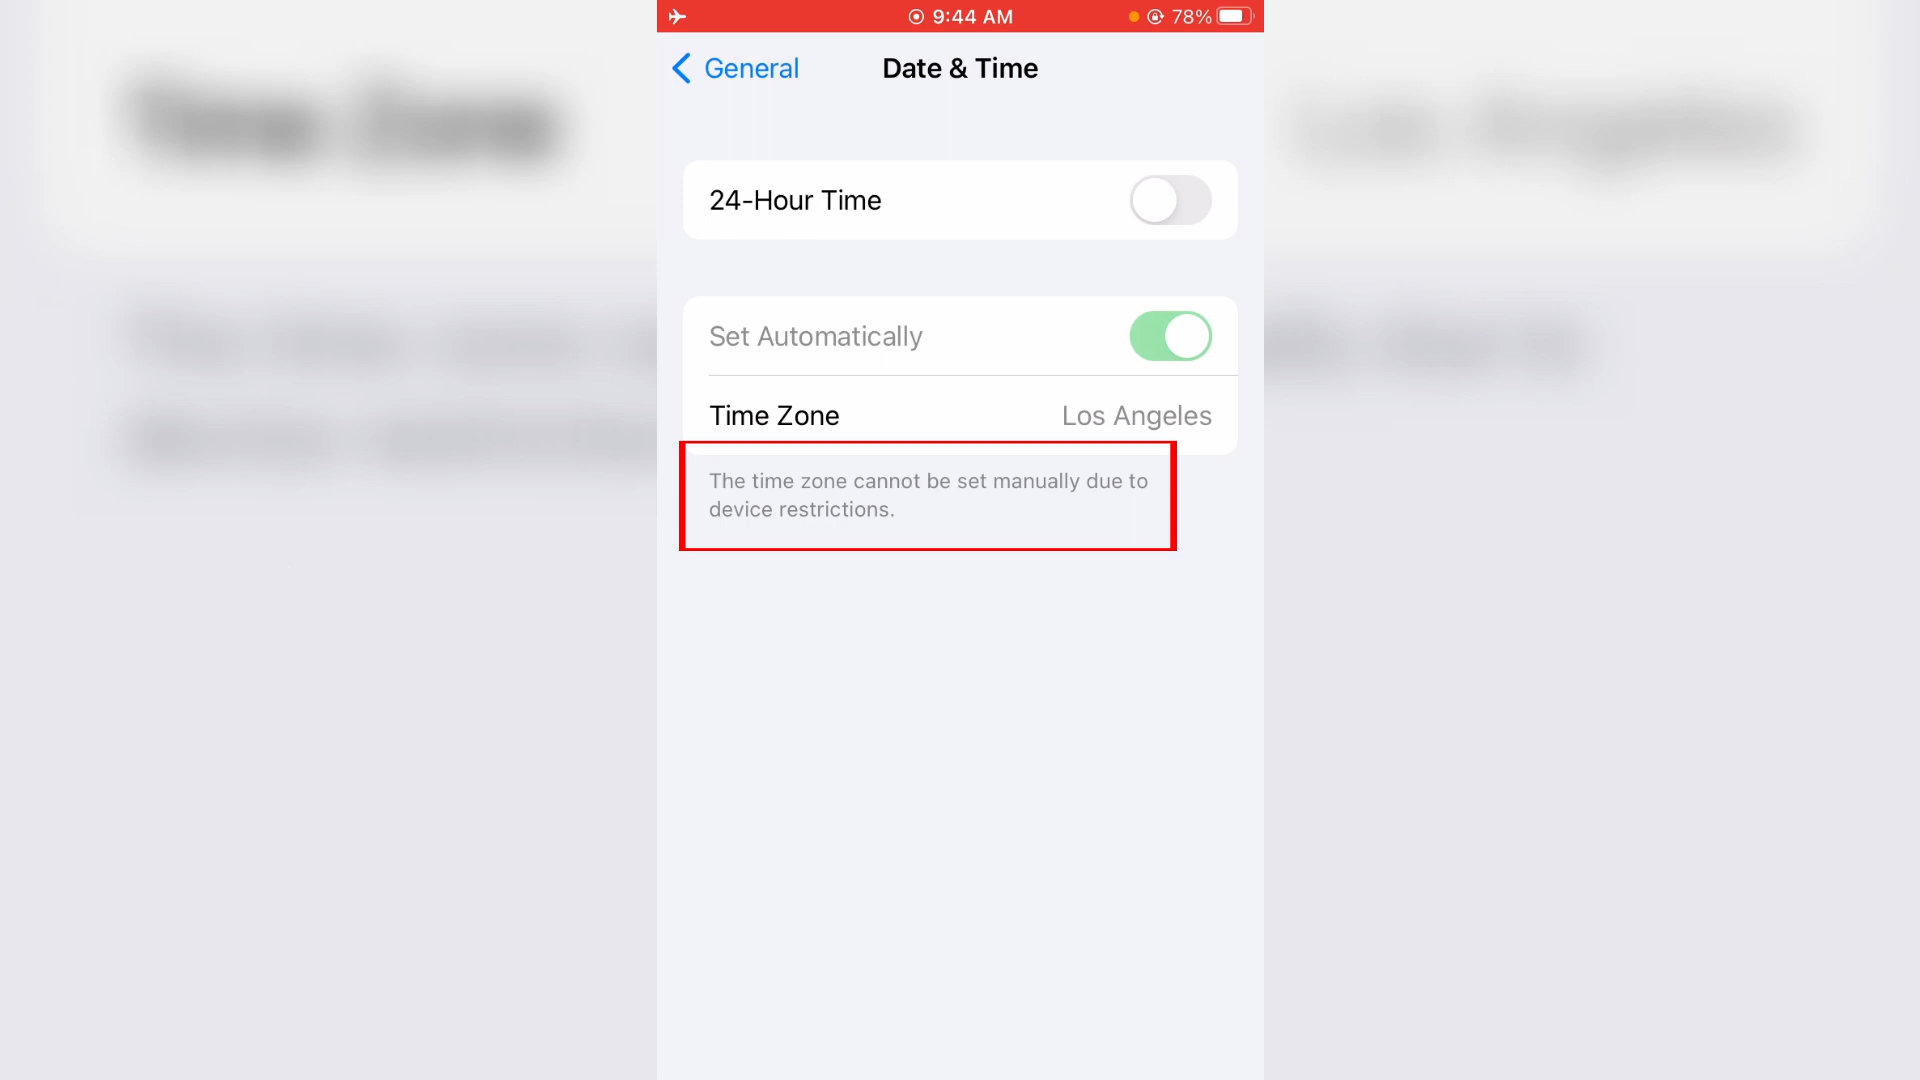 9:44 AM
78%
General
Date & Time
24-Hour Time
Set Automatically
Time Zone
Los Angeles
The time zone cannot be set manually due to
device restrictions.